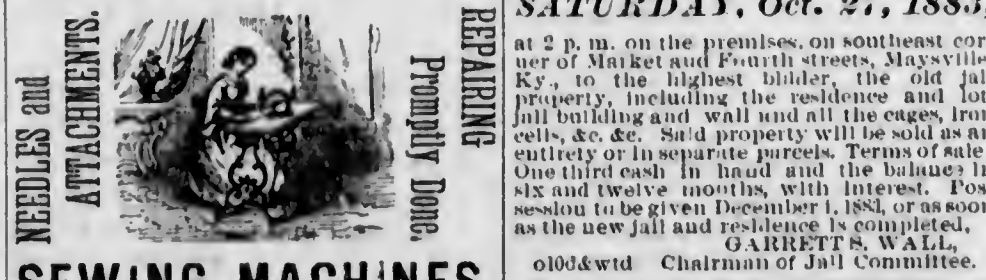 NEEDLES and
ATTACHMENTS.
REPAIRING
Promptly Done.
SEWING MACHINES
SATURDAY, Oct. 27, 1883,
at 2 p. m. on the premises, on southeast cor
ner of Market and Fourth streets, Maysville
Ky., to the highest bidder, the old jail
property, including the residence and lot
jail building and wall and all the cages, iron
cells, &c. &c. Said property will be sold as an
entirety or in separate parcels. Terms of sale
One third cash in hand and the balance in
six and twelve months, with interest. Pos
session to be given December 1, 1883, or as soon
as the new jail and residence is completed,
GARRETT S. WALL,
o10d&wtd Chairman of Jail Committee.